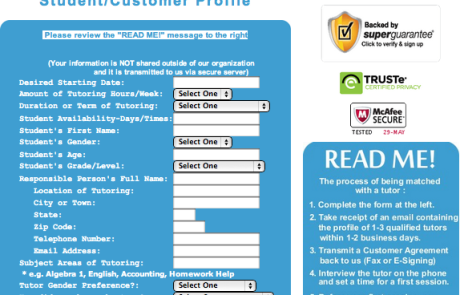 Student/Customer Profile
Please review the "READ ME!" message to the right
(Your information is NOT shared outside of our organization
and it is transmitted to us via secure server)
Desired Starting Date:
Amount of Tutoring Hours/Week: Select One
Duration or Term of Tutoring: Select One
Student Availability-Days/Times:
Student's First Name:
Student's Gender: Select One
Student's Age:
Student's Grade/Level: Select One
Responsible Person's Full Name:
Location of Tutoring:
City or Town:
State:
Zip Code:
Telephone Number:
Email Address:
Subject Areas of Tutoring:
* e.g. Algebra 1, English, Accounting, Homework Help
Tutor Gender Preference?: Select One
Backed by
superguarantee®
Click to verify & sign up
TRUSTe®
CERTIFIED PRIVACY
McAfee
SECURE™
TESTED 25-MAY
READ ME!
The process of being matched
with a tutor :
1. Complete the form at the left.
2. Take receipt of an email containing
the profile of 1-3 qualified tutors
within 1-2 business days.
3. Transmit a Customer Agreement
back to us (Fax or E-Signing)
4. Interview the tutor on the phone
and set a time for a first session.